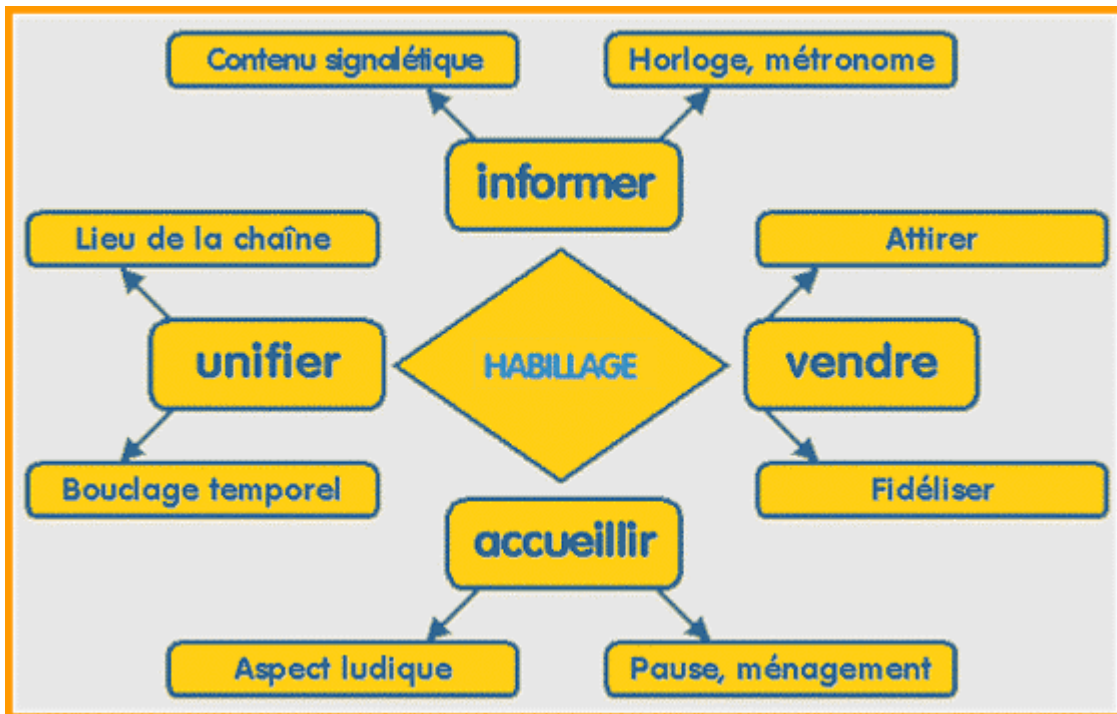 Contenu signalétique
Horloge, métronome
informer
Lieu de la chaîne
Attirer
unifier
HABILLAGE
vendre
Bouclage temporel
Fidéliser
accueillir
Aspect ludique
Pause, ménagement